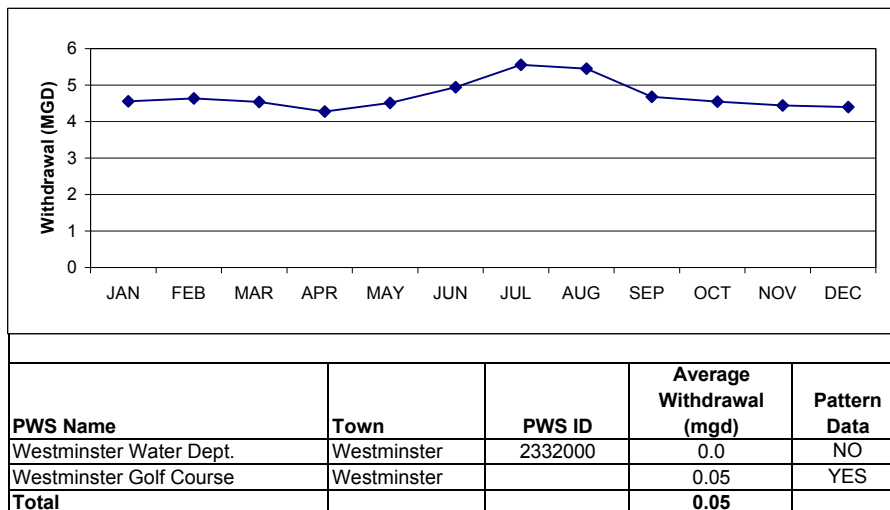 Withdrawal (MGD)
6
5
4
3
2
1
0
JAN FEB MAR APR MAY JUN JUL AUG SEP OCT NOV DEC
PWS Name Town PWS ID Average Withdrawal (mgd) Pattern Data
Westminster Water Dept. Westminster 2332000 0.0 NO
Westminster Golf Course Westminster 0.05 YES
Total 0.05